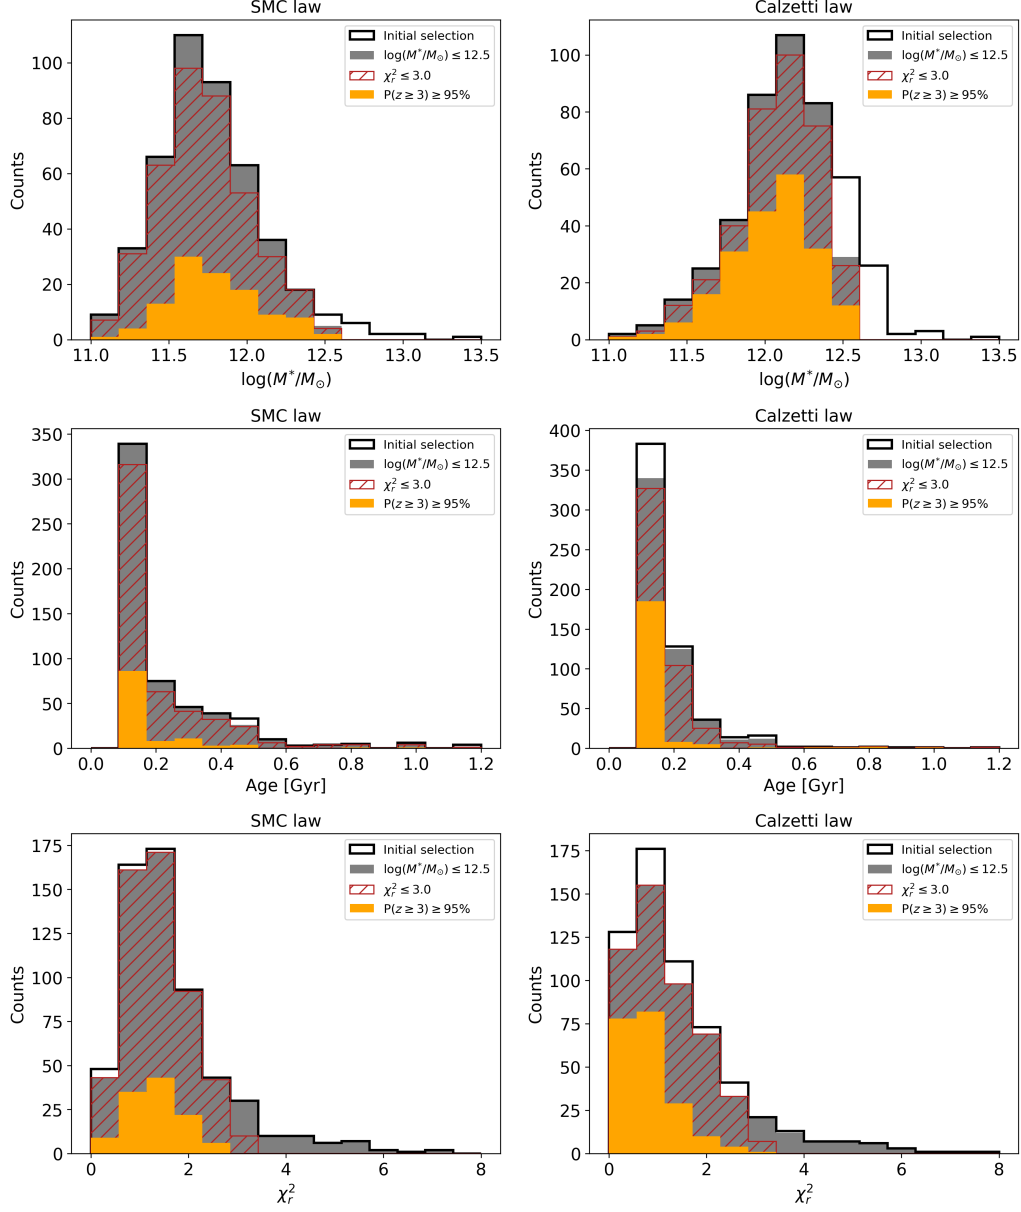 SMC law
Counts
100
80
60
40
20
0
11.0 11.5 12.0 12.5 13.0 13.5
log(M*/M⊙)
Initial selection
log(M*/M⊙) ≤ 12.5
χ²ᵣ ≤ 3.0
P(z ≥ 3) ≥ 95%
Calzetti law
Counts
100
80
60
40
20
0
11.0 11.5 12.0 12.5 13.0 13.5
log(M*/M⊙)
Initial selection
log(M*/M⊙) ≤ 12.5
χ²ᵣ ≤ 3.0
P(z ≥ 3) ≥ 95%
SMC law
Counts
350
300
250
200
150
100
50
0
0.0 0.2 0.4 0.6 0.8 1.0 1.2
Age [Gyr]
Initial selection
log(M*/M⊙) ≤ 12.5
χ²ᵣ ≤ 3.0
P(z ≥ 3) ≥ 95%
Calzetti law
Counts
400
350
300
250
200
150
100
50
0
0.0 0.2 0.4 0.6 0.8 1.0 1.2
Age [Gyr]
Initial selection
log(M*/M⊙) ≤ 12.5
χ²ᵣ ≤ 3.0
P(z ≥ 3) ≥ 95%
SMC law
Counts
175
150
125
100
75
50
25
0
0 2 4 6 8
χ²ᵣ
Initial selection
log(M*/M⊙) ≤ 12.5
χ²ᵣ ≤ 3.0
P(z ≥ 3) ≥ 95%
Calzetti law
Counts
175
150
125
100
75
50
25
0
0 2 4 6 8
χ²ᵣ
Initial selection
log(M*/M⊙) ≤ 12.5
χ²ᵣ ≤ 3.0
P(z ≥ 3) ≥ 95%